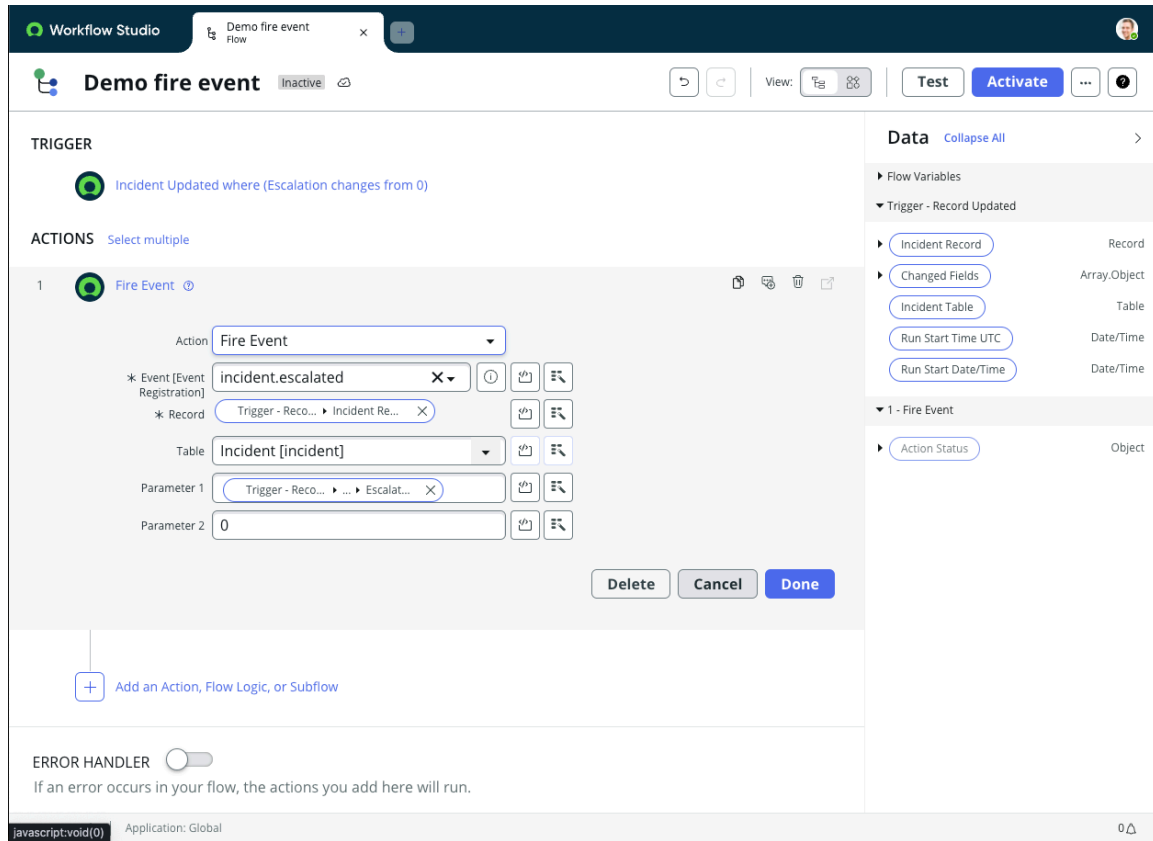 Workflow Studio
Demo fire event
Flow
Demo fire event Inactive
View:
Test
Activate
...
TRIGGER
Incident Updated where (Escalation changes from 0)
ACTIONS Select multiple
1 Fire Event
Action Fire Event
* Event [Event Registration] incident.escalated
* Record Trigger - Reco... ▸ Incident Re...
Table Incident [incident]
Parameter 1 Trigger - Reco... ▸ ... ▸ Escalat...
Parameter 2 0
Delete Cancel Done
Add an Action, Flow Logic, or Subflow
ERROR HANDLER
If an error occurs in your flow, the actions you add here will run.
Data Collapse All
Flow Variables
Trigger - Record Updated
Incident Record Record
Changed Fields Array.Object
Incident Table Table
Run Start Time UTC Date/Time
Run Start Date/Time Date/Time
1 - Fire Event
Action Status Object
javascript:void(0)
Application: Global
0